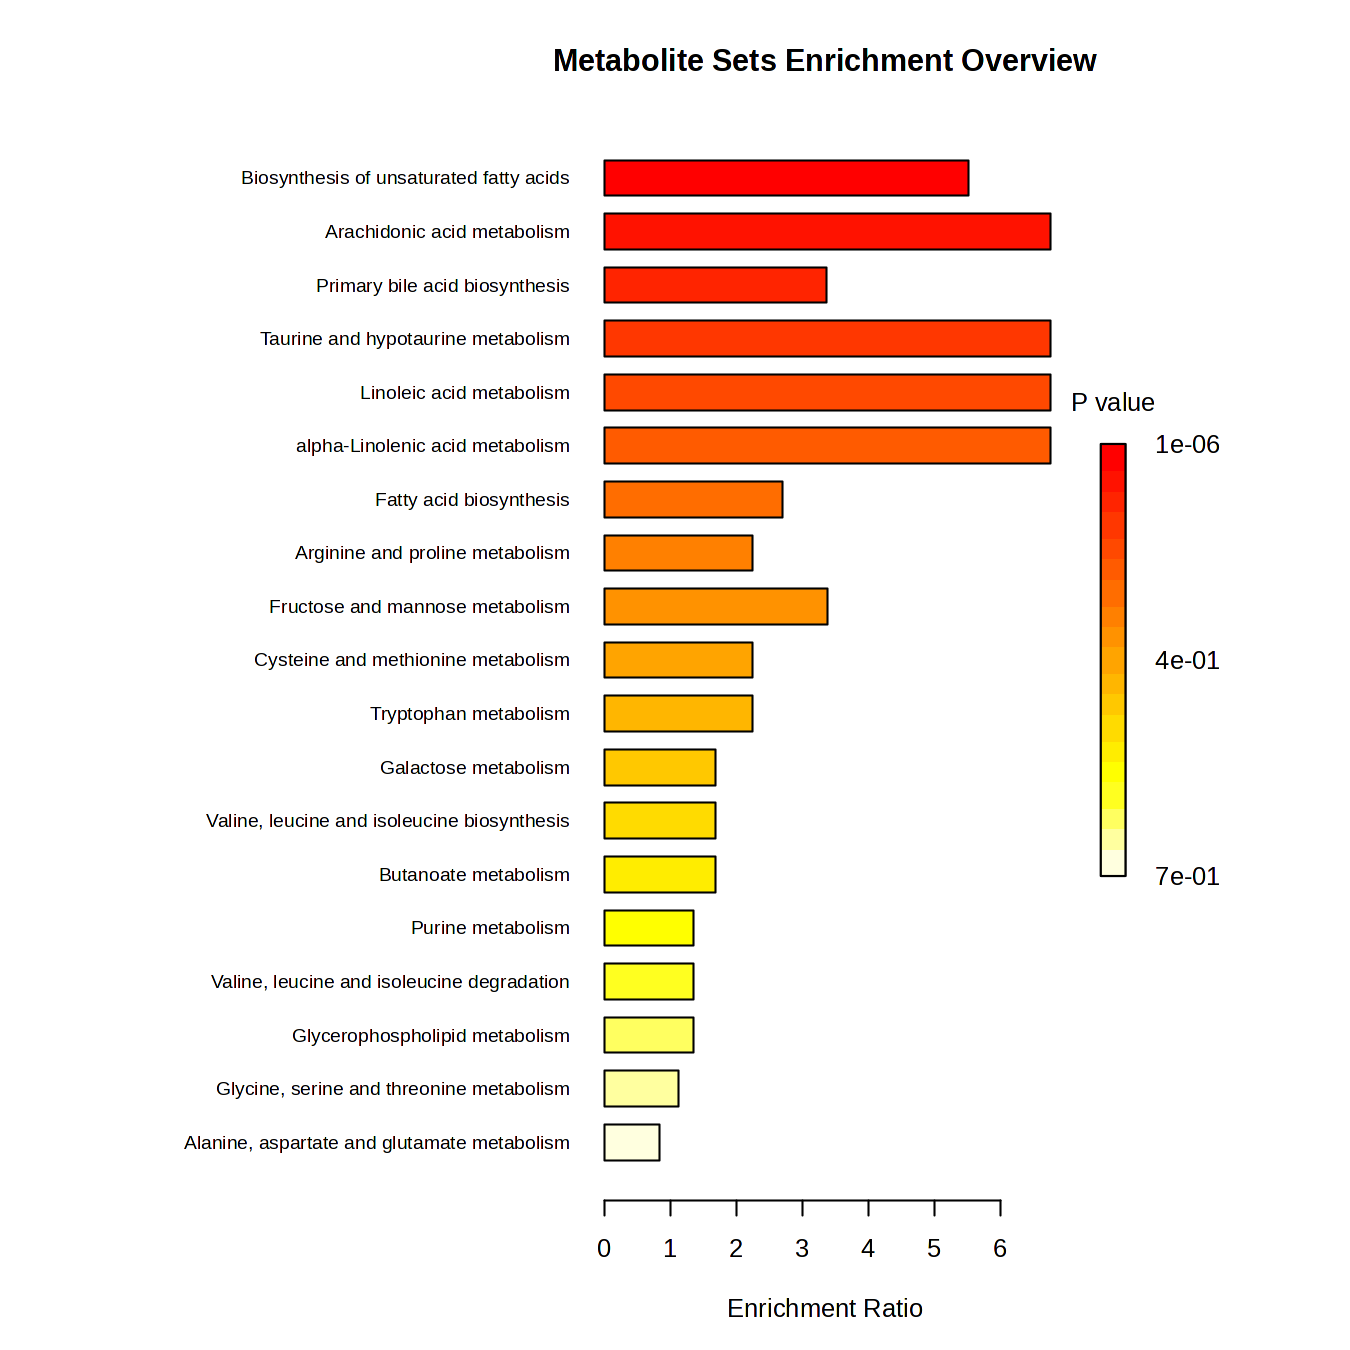 Metabolite Sets Enrichment Overview
Biosynthesis of unsaturated fatty acids
Arachidonic acid metabolism
Primary bile acid biosynthesis
Taurine and hypotaurine metabolism
Linoleic acid metabolism
alpha-Linolenic acid metabolism
Fatty acid biosynthesis
Arginine and proline metabolism
Fructose and mannose metabolism
Cysteine and methionine metabolism
Tryptophan metabolism
Galactose metabolism
Valine, leucine and isoleucine biosynthesis
Butanoate metabolism
Purine metabolism
Valine, leucine and isoleucine degradation
Glycerophospholipid metabolism
Glycine, serine and threonine metabolism
Alanine, aspartate and glutamate metabolism
P value
1e-06
4e-01
7e-01
0 1 2 3 4 5 6
Enrichment Ratio